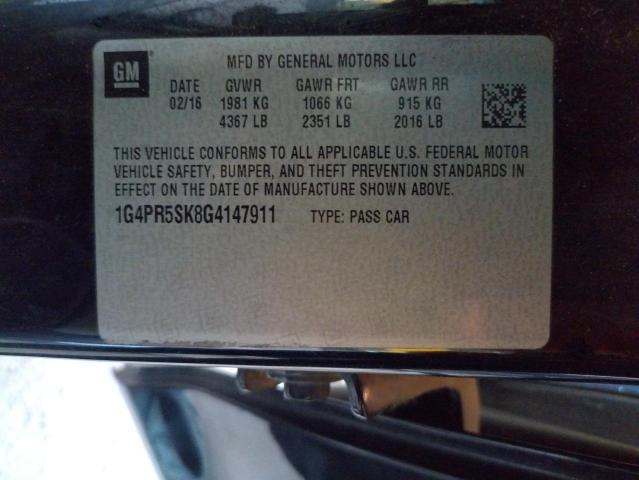 GM
MFD BY GENERAL MOTORS LLC
DATE GVWR GAWR FRT GAWR RR
02/16 1981 KG 1066 KG 915 KG
4367 LB 2351 LB 2016 LB
THIS VEHICLE CONFORMS TO ALL APPLICABLE U.S. FEDERAL MOTOR
VEHICLE SAFETY, BUMPER, AND THEFT PREVENTION STANDARDS IN
EFFECT ON THE DATE OF MANUFACTURE SHOWN ABOVE.
1G4PR5SK8G4147911 TYPE: PASS CAR